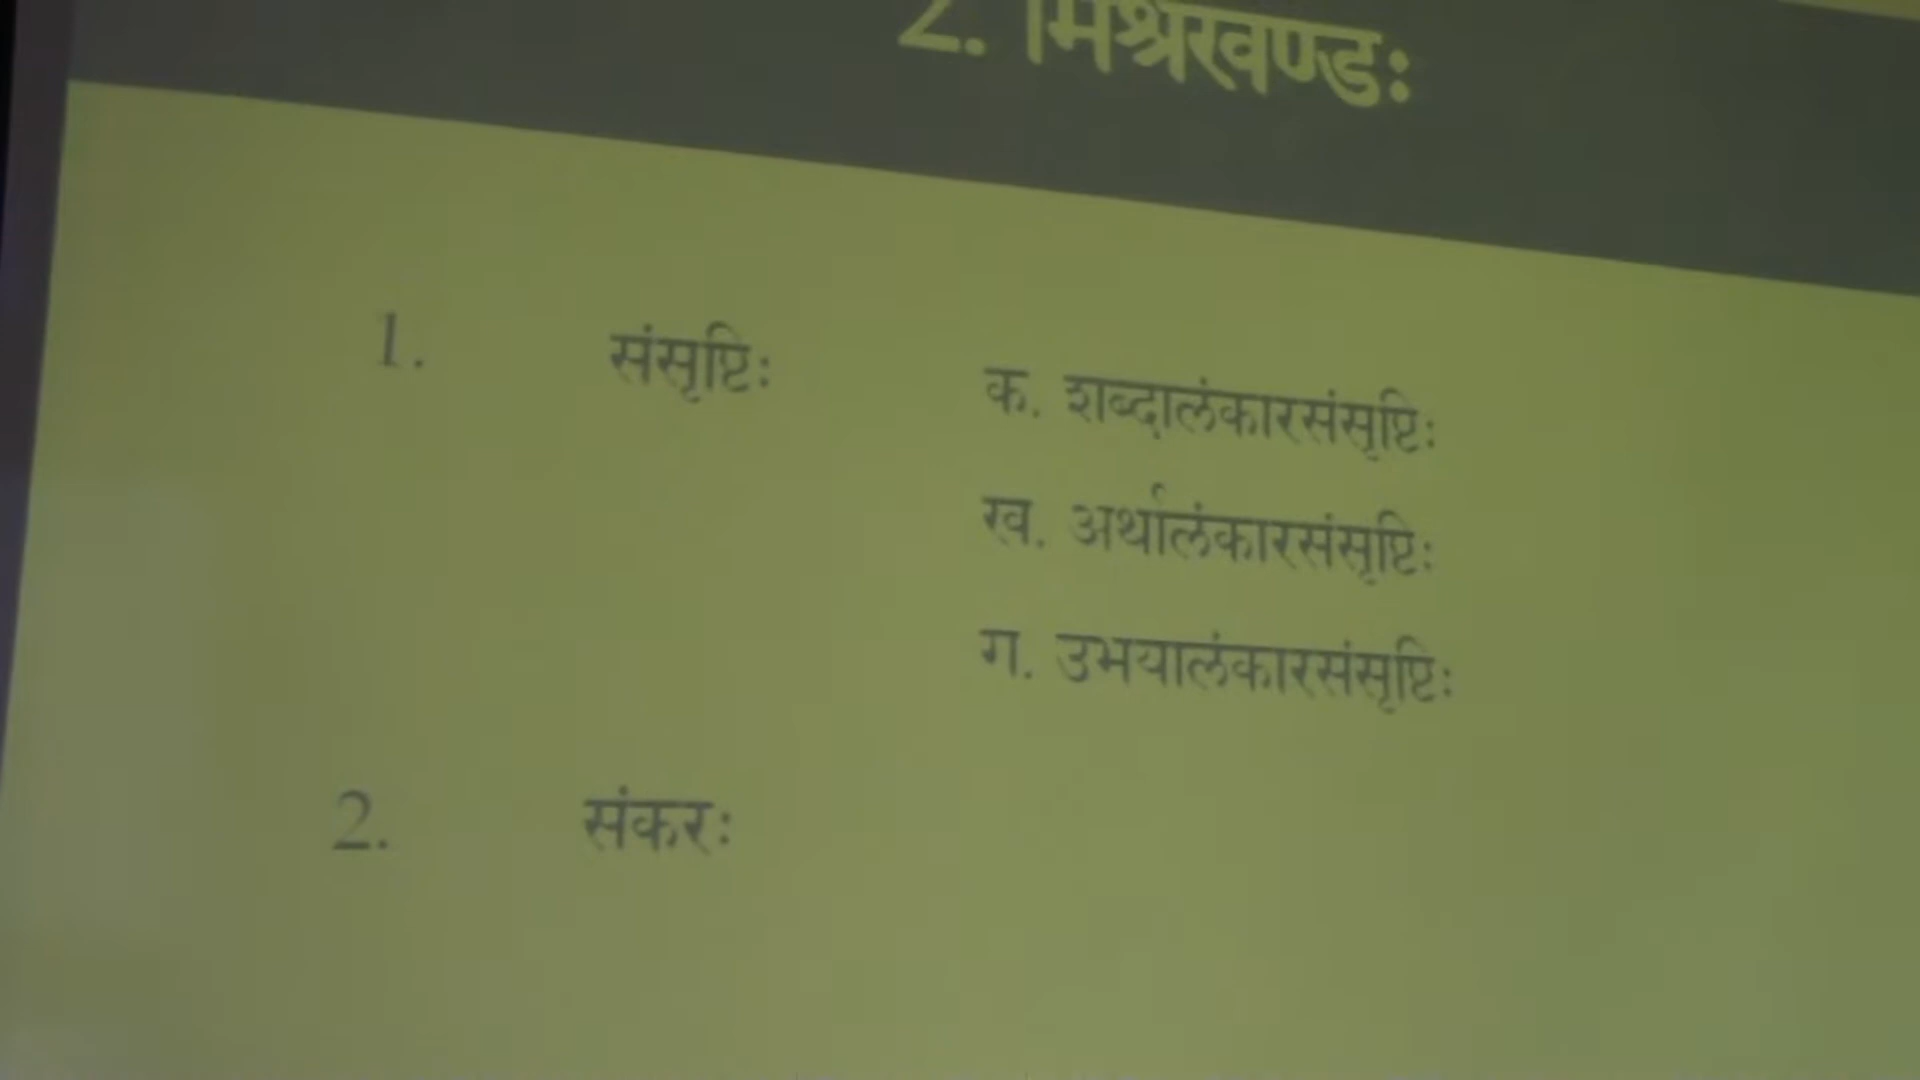 2. मिश्रखण्डः
1. संसृष्टिः क. शब्दालंकारसंसृष्टिः
ख. अर्थालंकारसंसृष्टिः
ग. उभयालंकारसंसृष्टिः
2. संकरः